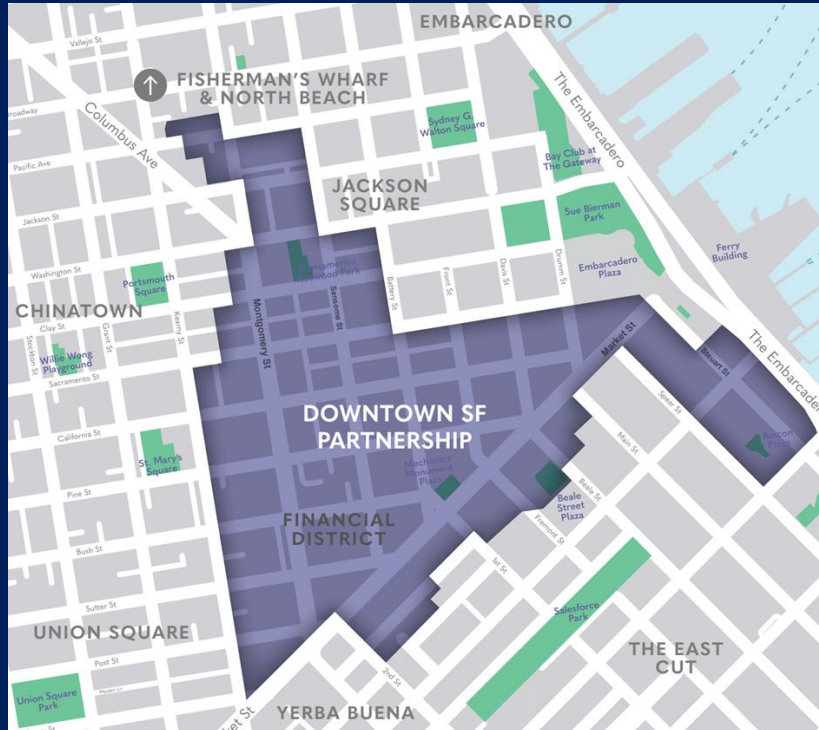 EMBARCADERO
Vallejo St
The Embarcadero
FISHERMAN'S WHARF
& NORTH BEACH
Columbus Ave
Sydney G.
Walton Square
Pacific Ave
Bay Club at
The Gateway
JACKSON
SQUARE
Jackson St
Sue Bierman
Park
Washington St
Ferry
Building
Portsmouth
Square
Redwood Park
Embarcadero
Plaza
Battery St
Front St
Davis St
Drumm St
Montgomery St
Sansome St
CHINATOWN
Clay St
Stockton St
Grant St
Kearny St
Willie Wong
Playground
Sacramento St
Market St
Steuart St
The Embarcadero
Spear St
DOWNTOWN SF
PARTNERSHIP
California St
Main St
Rincon
Plaza
St. Mary's
Square
Mechanics
Monument
Plaza
Pine St
Beale St
Beale
Street
Plaza
FINANCIAL
DISTRICT
Fremont St
Bush St
1st St
Sutter St
Salesforce
Park
UNION SQUARE
THE EAST
CUT
Post St
2nd St
Maiden Ln
Union Square
Park
YERBA BUENA